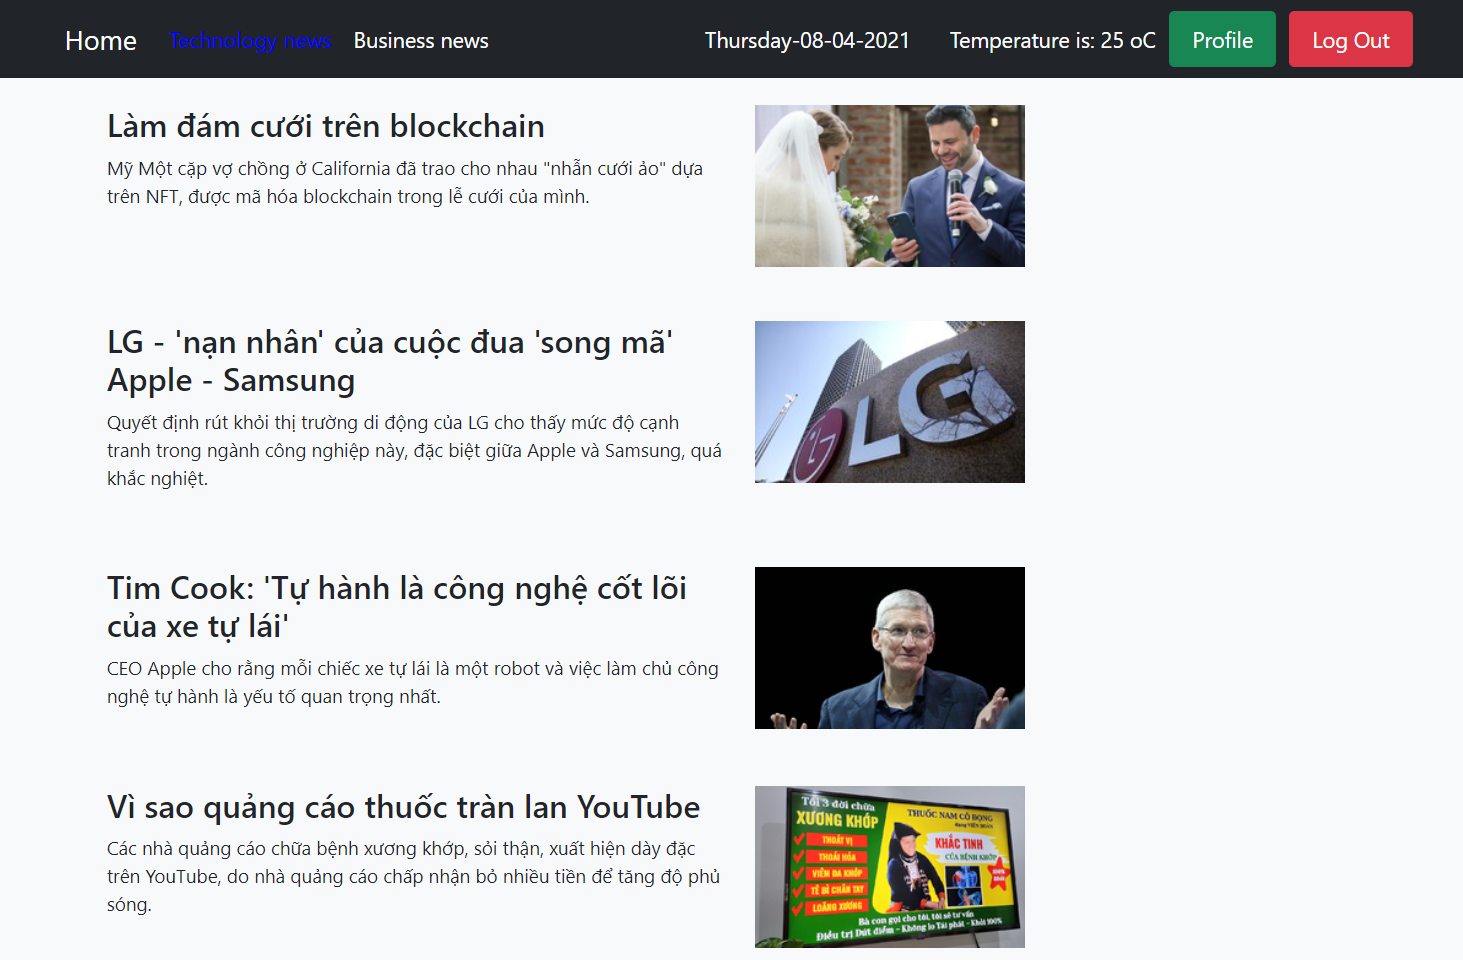 Home Technology news Business news Thursday-08-04-2021 Temperature is: 25 oC Profile Log Out
Làm đám cưới trên blockchain
Mỹ Một cặp vợ chồng ở California đã trao cho nhau "nhẫn cưới ảo" dựa
trên NFT, được mã hóa blockchain trong lễ cưới của mình.
LG - 'nạn nhân' của cuộc đua 'song mã'
Apple - Samsung
Quyết định rút khỏi thị trường di động của LG cho thấy mức độ cạnh
tranh trong ngành công nghiệp này, đặc biệt giữa Apple và Samsung, quá
khắc nghiệt.
LG
LG
Tim Cook: 'Tự hành là công nghệ cốt lõi
của xe tự lái'
CEO Apple cho rằng mỗi chiếc xe tự lái là một robot và việc làm chủ công
nghệ tự hành là yếu tố quan trọng nhất.
Vì sao quảng cáo thuốc tràn lan YouTube
Các nhà quảng cáo chữa bệnh xương khớp, sỏi thận, xuất hiện dày đặc
trên YouTube, do nhà quảng cáo chấp nhận bỏ nhiều tiền để tăng độ phủ
sóng.
Tôi 3 đời chữa
XƯƠNG KHỚP
THUỐC NAM CÔ ĐỌNG
dạng VIÊN HOÀN
THOÁT VỊ
THOÁI HÓA
VIÊM ĐA KHỚP
TÊ BÌ CHÂN TAY
LOÃNG XƯƠNG
KHẮC TINH
CỦA BỆNH KHỚP
Bà con gọi cho tôi, tôi sẽ tư vấn
Điều trị Dứt điểm - Không lo Tái phát - Khỏi 100%